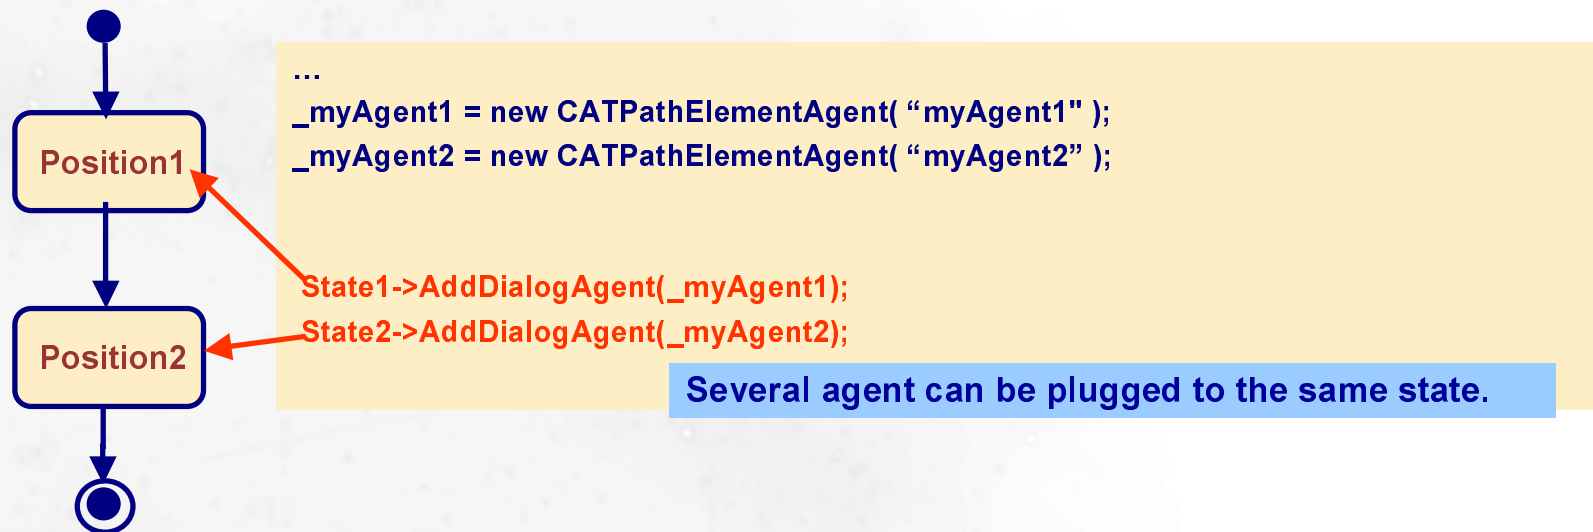 Position1
Position2
...
_myAgent1 = new CATPathElementAgent( “myAgent1" );
_myAgent2 = new CATPathElementAgent( “myAgent2” );
State1->AddDialogAgent(_myAgent1);
State2->AddDialogAgent(_myAgent2);
Several agent can be plugged to the same state.